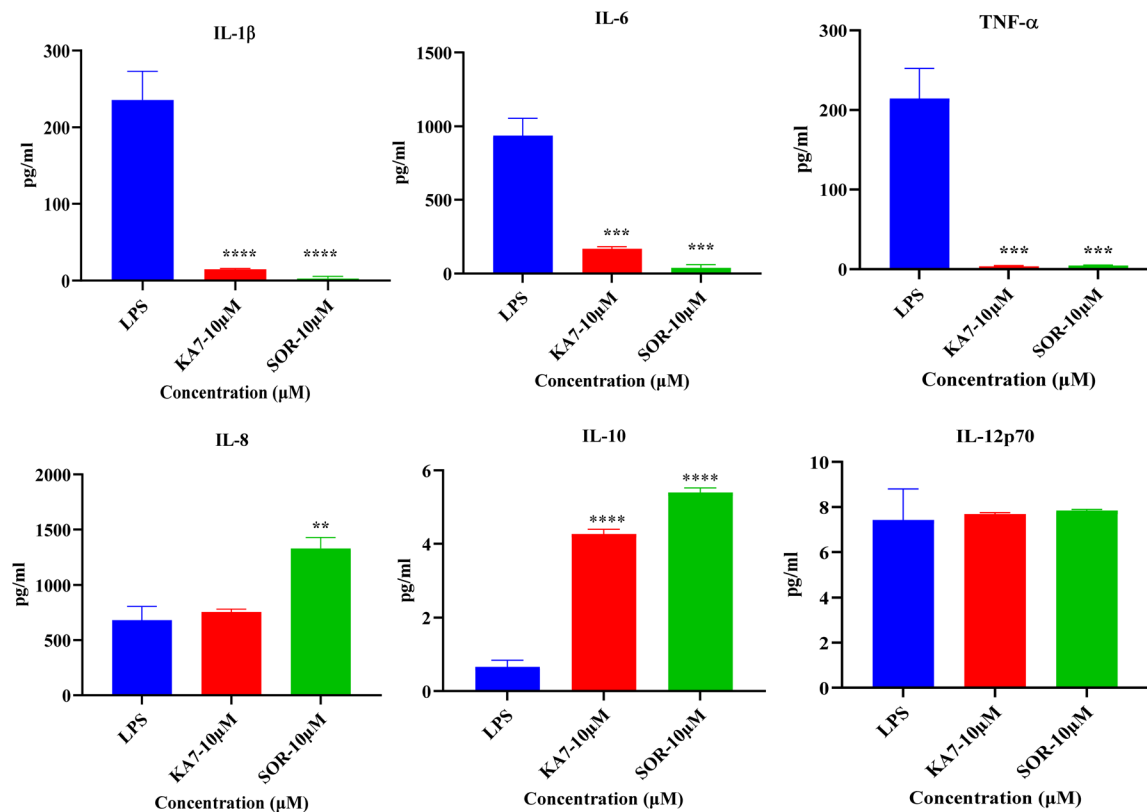 IL-1β
300
200
100
0
pg/ml
****
****
LPS
KA7-10μM
SOR-10μM
Concentration (μM)
IL-6
1500
1000
500
0
pg/ml
***
***
LPS
KA7-10μM
SOR-10μM
Concentration (μM)
TNF-α
300
200
100
0
pg/ml
***
***
LPS
KA7-10μM
SOR-10μM
Concentration (μM)
IL-8
2000
1500
1000
500
0
pg/ml
**
LPS
KA7-10μM
SOR-10μM
Concentration (μM)
IL-10
6
4
2
0
pg/ml
****
****
LPS
KA7-10μM
SOR-10μM
Concentration (μM)
IL-12p70
10
8
6
4
2
0
pg/ml
LPS
KA7-10μM
SOR-10μM
Concentration (μM)